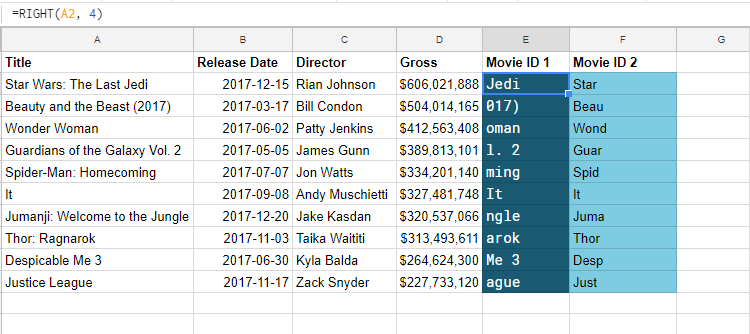 =RIGHT(A2, 4)
A B C D E F G
Title Release Date Director Gross Movie ID 1 Movie ID 2
Star Wars: The Last Jedi 2017-12-15 Rian Johnson $606,021,888 Jedi Star
Beauty and the Beast (2017) 2017-03-17 Bill Condon $504,014,165 017) Beau
Wonder Woman 2017-06-02 Patty Jenkins $412,563,408 oman Wond
Guardians of the Galaxy Vol. 2 2017-05-05 James Gunn $389,813,101 l. 2 Guar
Spider-Man: Homecoming 2017-07-07 Jon Watts $334,201,140 ming Spid
It 2017-09-08 Andy Muschietti $327,481,748 It It
Jumanji: Welcome to the Jungle 2017-12-20 Jake Kasdan $320,537,066 ngle Juma
Thor: Ragnarok 2017-11-03 Taika Waititi $313,493,611 arok Thor
Despicable Me 3 2017-06-30 Kyla Balda $264,624,300 Me 3 Desp
Justice League 2017-11-17 Zack Snyder $227,733,120 ague Just